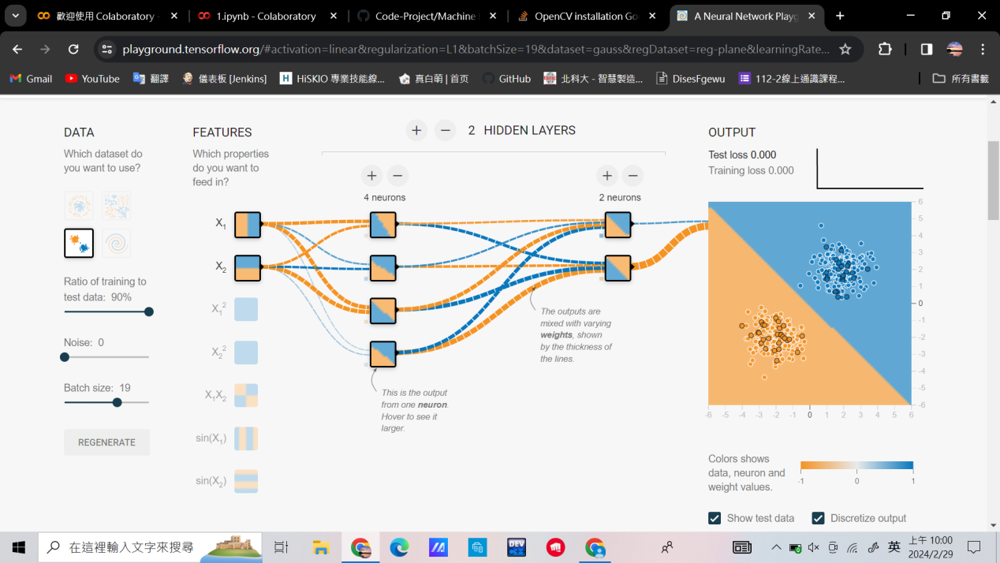 歡迎使用 Colaboratory -
1.ipynb - Colaboratory
Code-Project/Machine
OpenCV installation Go
A Neural Network Playg
playground.tensorflow.org/#activation=linear&regularization=L1&batchSize=19&dataset=gauss&regDataset=reg-plane&learningRate...
Gmail
YouTube
翻譯
儀表板 [Jenkins]
HiSKIO 專業技能線...
真白萌 | 首页
GitHub
北科大 - 智慧製造...
DisesFgewu
112-2線上通識課程...
所有書籤
DATA
Which dataset do
you want to use?
Ratio of training to
test data: 90%
Noise: 0
Batch size: 19
REGENERATE
FEATURES
Which properties
do you want to
feed in?
X1
X2
X1²
X2²
X1X2
sin(X1)
sin(X2)
+ − 2 HIDDEN LAYERS
+ −
4 neurons
+ −
2 neurons
The outputs are
mixed with varying
weights, shown
by the thickness of
the lines.
This is the output
from one neuron.
Hover to see it
larger.
OUTPUT
Test loss 0.000
Training loss 0.000
6
5
4
3
2
1
0
-1
-2
-3
-4
-5
-6
-6 -5 -4 -3 -2 -1 0 1 2 3 4 5 6
Colors shows
data, neuron and
weight values.
-1 0 1
Show test data
Discretize output
在這裡輸入文字來搜尋
DEV
英
上午 10:00
2024/2/29